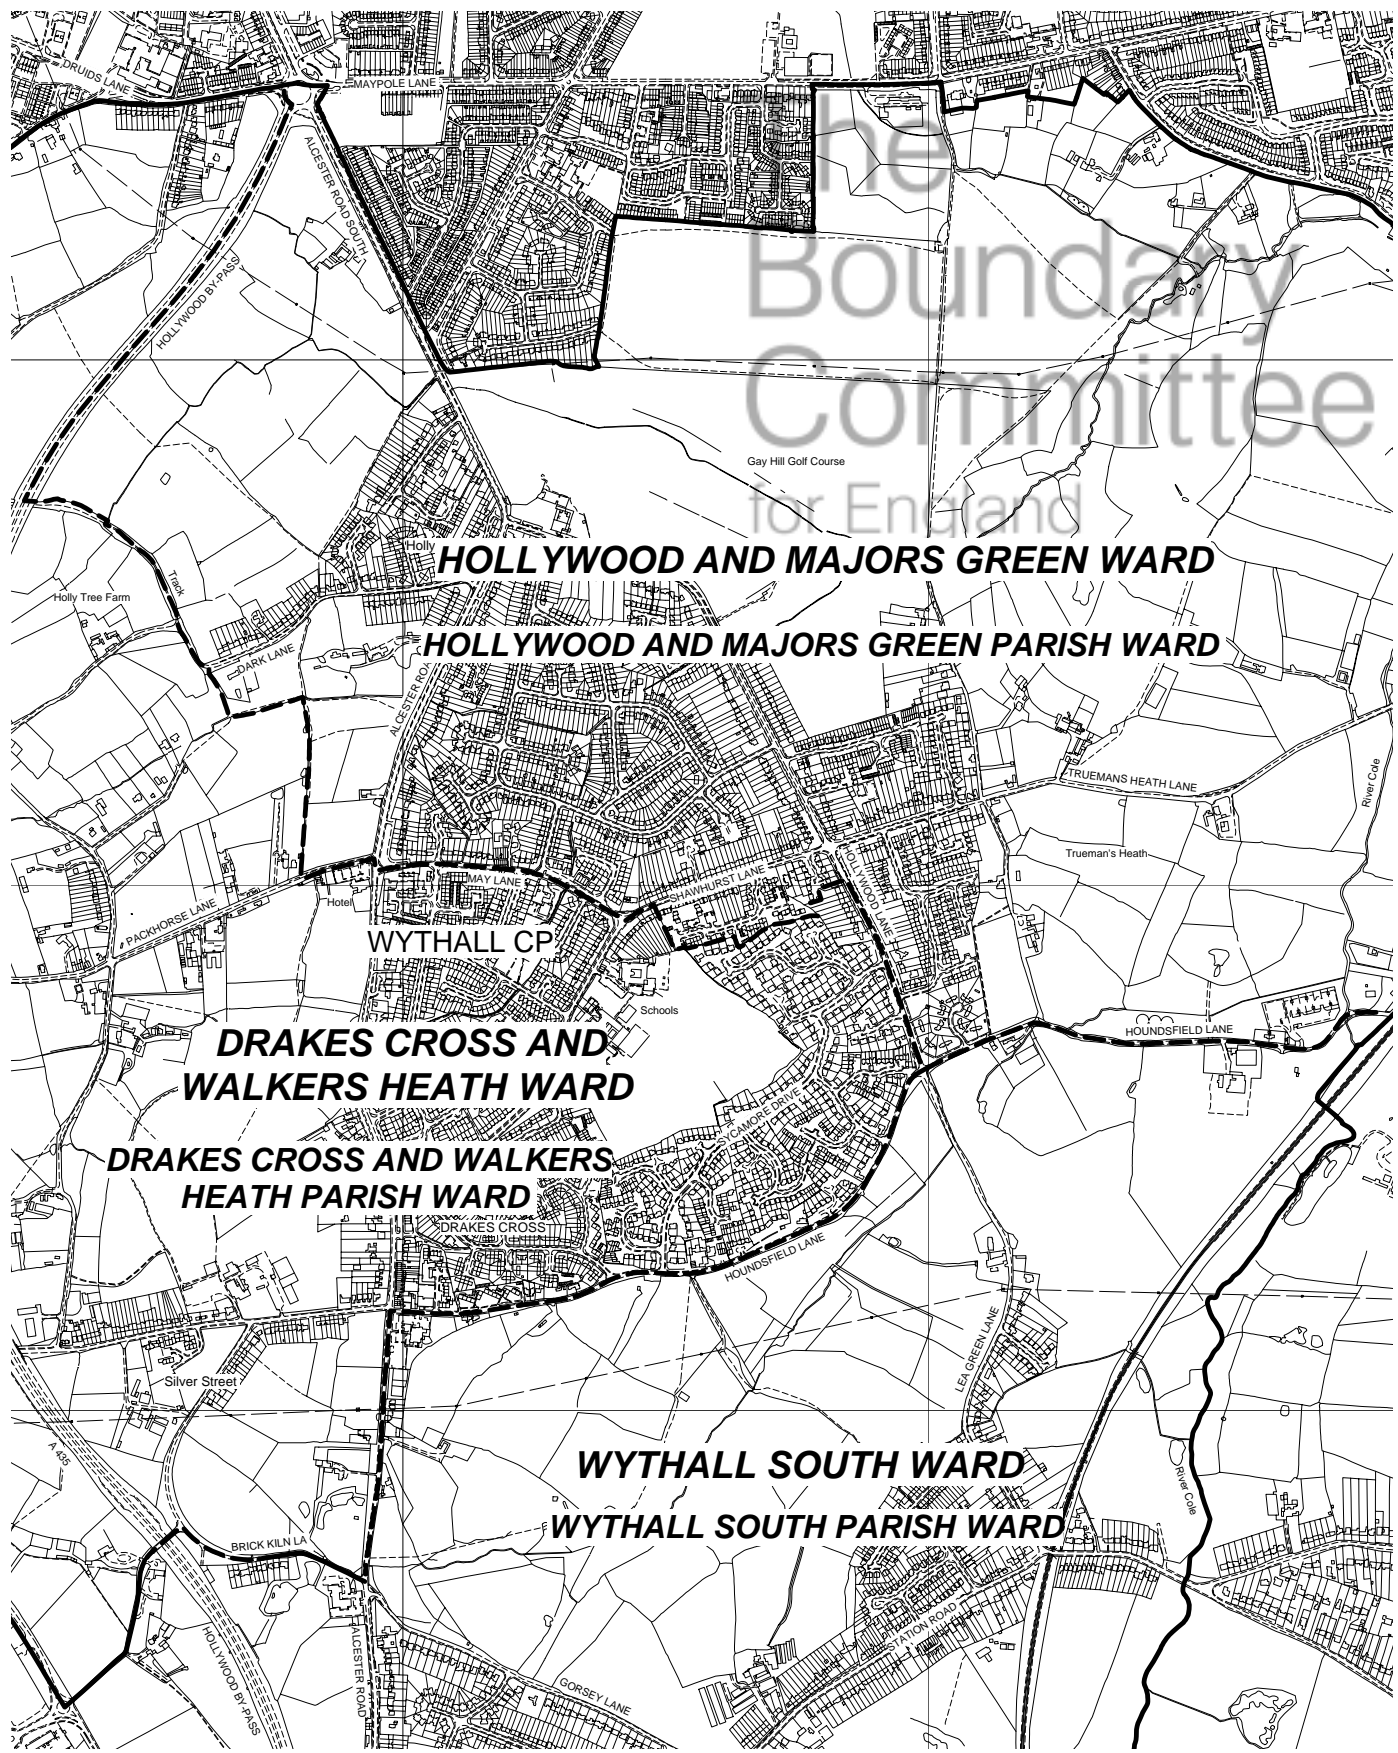 DRUIDS LANE
MAYPOLE LANE
The
Boundary
Committee
for England
ALCESTER ROAD SOUTH
HOLLYWOOD BY-PASS
Gay Hill Golf Course
Holly
HOLLYWOOD AND MAJORS GREEN WARD
Track
Holly Tree Farm
HOLLYWOOD AND MAJORS GREEN PARISH WARD
DARK LANE
TRUEMANS HEATH LANE
River Cole
Trueman's Heath
HOLLYWOOD LANE
MAY LANE
SHAWHURST LANE
Hotel
PACKHORSE LANE
WYTHALL CP
Schools
HOUNDSFIELD LANE
DRAKES CROSS AND
WALKERS HEATH WARD
SYCAMORE DRIVE
DRAKES CROSS AND WALKERS
HEATH PARISH WARD
DRAKES CROSS
HOUNDSFIELD LANE
LEA GREEN LANE
Silver Street
A 435
WYTHALL SOUTH WARD
River Cole
WYTHALL SOUTH PARISH WARD
BRICK KILN LA
STATION ROAD
HOLLYWOOD BY-PASS
ALCESTER ROAD
GORSEY LANE